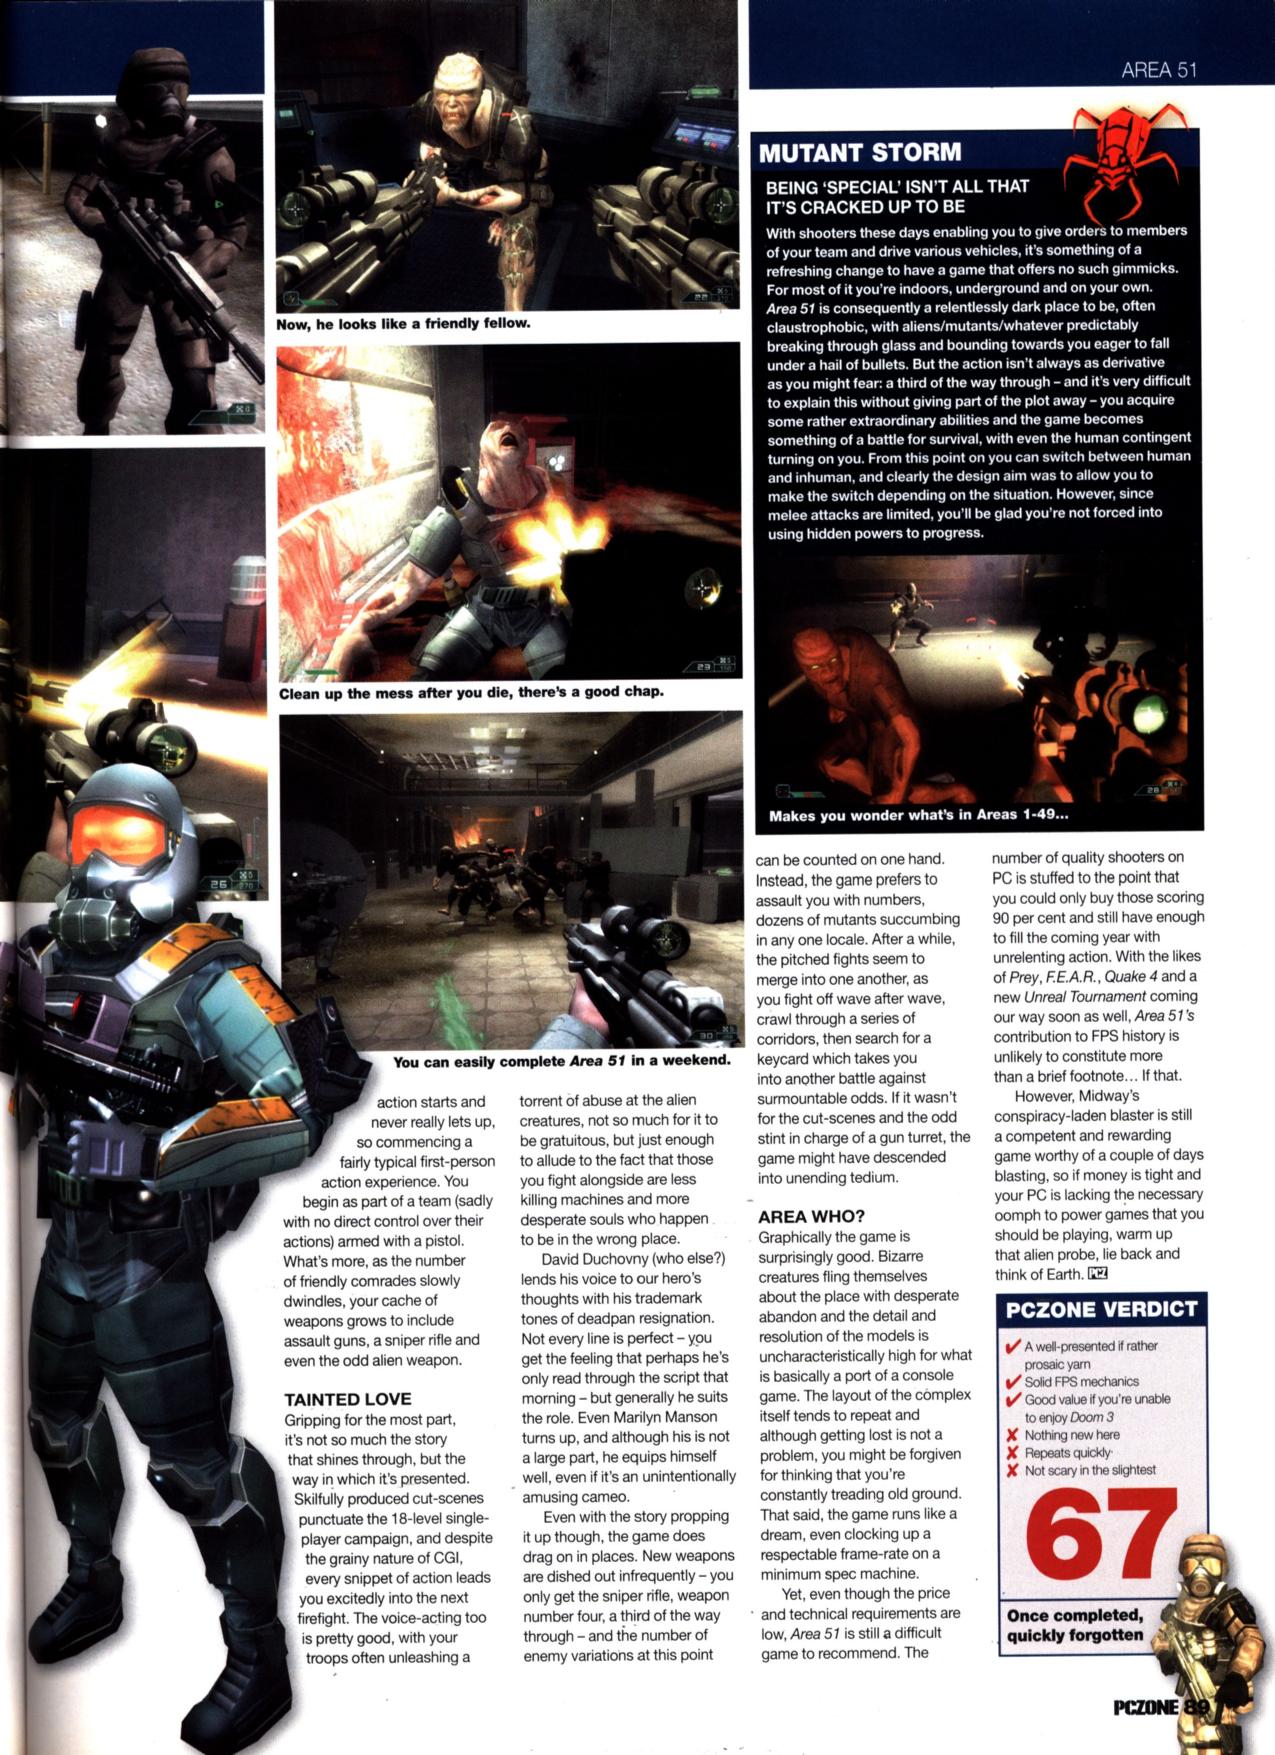 AREA 51
Now, he looks like a friendly fellow.
Clean up the mess after you die, there's a good chap.
You can easily complete Area 51 in a weekend.
MUTANT STORM
BEING 'SPECIAL' ISN'T ALL THAT
IT'S CRACKED UP TO BE
With shooters these days enabling you to give orders to members
of your team and drive various vehicles, it's something of a
refreshing change to have a game that offers no such gimmicks.
For most of it you're indoors, underground and on your own.
Area 51 is consequently a relentlessly dark place to be, often
claustrophobic, with aliens/mutants/whatever predictably
breaking through glass and bounding towards you eager to fall
under a hail of bullets. But the action isn't always as derivative
as you might fear: a third of the way through – and it's very difficult
to explain this without giving part of the plot away – you acquire
some rather extraordinary abilities and the game becomes
something of a battle for survival, with even the human contingent
turning on you. From this point on you can switch between human
and inhuman, and clearly the design aim was to allow you to
make the switch depending on the situation. However, since
melee attacks are limited, you'll be glad you're not forced into
using hidden powers to progress.
Makes you wonder what's in Areas 1-49...
action starts and
never really lets up,
so commencing a
fairly typical first-person
action experience. You
begin as part of a team (sadly
with no direct control over their
actions) armed with a pistol.
What's more, as the number
of friendly comrades slowly
dwindles, your cache of
weapons grows to include
assault guns, a sniper rifle and
even the odd alien weapon.
TAINTED LOVE
Gripping for the most part,
it's not so much the story
that shines through, but the
way in which it's presented.
Skilfully produced cut-scenes
punctuate the 18-level single-
player campaign, and despite
the grainy nature of CGI,
every snippet of action leads
you excitedly into the next
firefight. The voice-acting too
is pretty good, with your
troops often unleashing a
torrent of abuse at the alien
creatures, not so much for it to
be gratuitous, but just enough
to allude to the fact that those
you fight alongside are less
killing machines and more
desperate souls who happen
to be in the wrong place.
David Duchovny (who else?)
lends his voice to our hero's
thoughts with his trademark
tones of deadpan resignation.
Not every line is perfect – you
get the feeling that perhaps he's
only read through the script that
morning – but generally he suits
the role. Even Marilyn Manson
turns up, and although his is not
a large part, he equips himself
well, even if it's an unintentionally
amusing cameo.
Even with the story propping
it up though, the game does
drag on in places. New weapons
are dished out infrequently – you
only get the sniper rifle, weapon
number four, a third of the way
through – and the number of
enemy variations at this point
can be counted on one hand.
Instead, the game prefers to
assault you with numbers,
dozens of mutants succumbing
in any one locale. After a while,
the pitched fights seem to
merge into one another, as
you fight off wave after wave,
crawl through a series of
corridors, then search for a
keycard which takes you
into another battle against
surmountable odds. If it wasn't
for the cut-scenes and the odd
stint in charge of a gun turret, the
game might have descended
into unending tedium.
AREA WHO?
Graphically the game is
surprisingly good. Bizarre
creatures fling themselves
about the place with desperate
abandon and the detail and
resolution of the models is
uncharacteristically high for what
is basically a port of a console
game. The layout of the complex
itself tends to repeat and
although getting lost is not a
problem, you might be forgiven
for thinking that you're
constantly treading old ground.
That said, the game runs like a
dream, even clocking up a
respectable frame-rate on a
minimum spec machine.
Yet, even though the price
and technical requirements are
low, Area 51 is still a difficult
game to recommend. The
number of quality shooters on
PC is stuffed to the point that
you could only buy those scoring
90 per cent and still have enough
to fill the coming year with
unrelenting action. With the likes
of Prey, F.E.A.R., Quake 4 and a
new Unreal Tournament coming
our way soon as well, Area 51's
contribution to FPS history is
unlikely to constitute more
than a brief footnote... If that.
However, Midway's
conspiracy-laden blaster is still
a competent and rewarding
game worthy of a couple of days
blasting, so if money is tight and
your PC is lacking the necessary
oomph to power games that you
should be playing, warm up
that alien probe, lie back and
think of Earth. PCZ
PCZONE VERDICT
A well-presented if rather
prosaic yarn
Solid FPS mechanics
Good value if you're unable
to enjoy Doom 3
Nothing new here
Repeats quickly
Not scary in the slightest
67
Once completed,
quickly forgotten
PCZONE 89